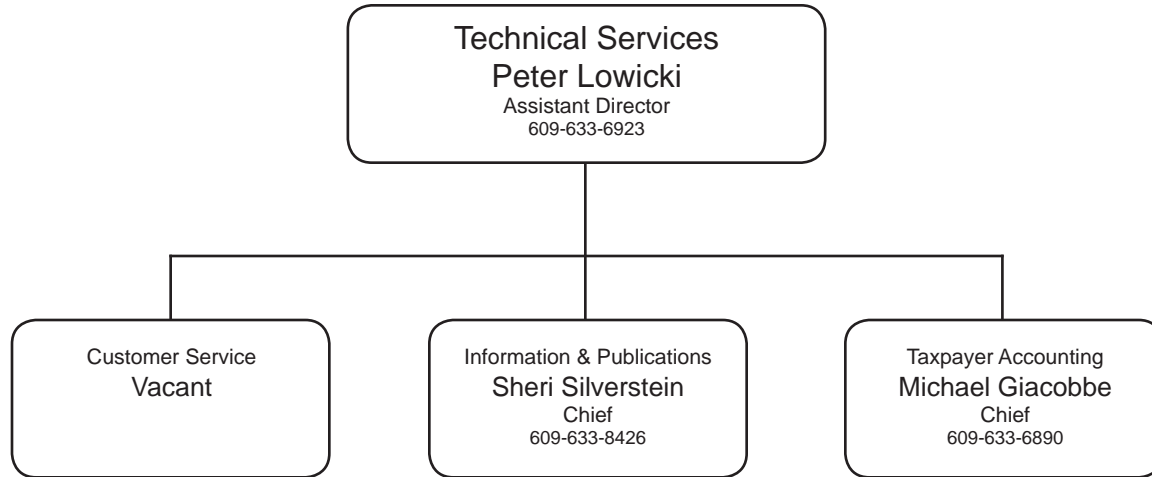 Technical Services
Peter Lowicki
Assistant Director
609-633-6923
Customer Service
Vacant
Information & Publications
Sheri Silverstein
Chief
609-633-8426
Taxpayer Accounting
Michael Giacobbe
Chief
609-633-6890